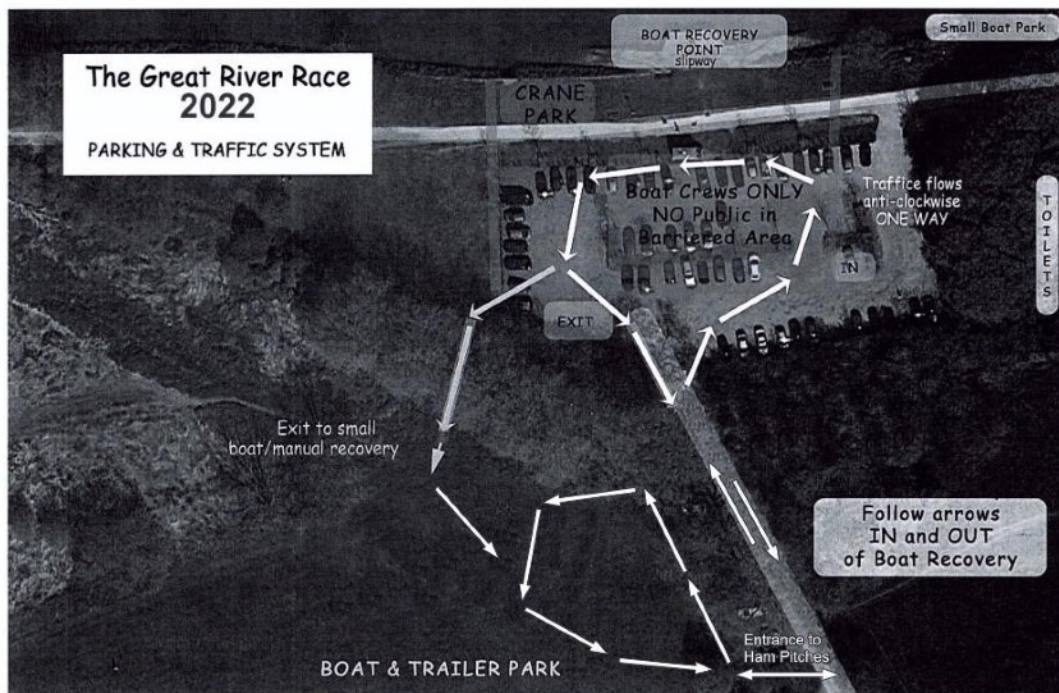 The Great River Race
2022
PARKING & TRAFFIC SYSTEM
BOAT RECOVERY
POINT
slipway
Small Boat Park
CRANE
PARK
Boat Crews ONLY
NO Public in
Barriered Area
Traffice flows
anti-clockwise
ONE WAY
TOILETS
IN
EXIT
Exit to small
boat/manual recovery
Follow arrows
IN and OUT
of Boat Recovery
Entrance to
Ham Pitches
BOAT & TRAILER PARK